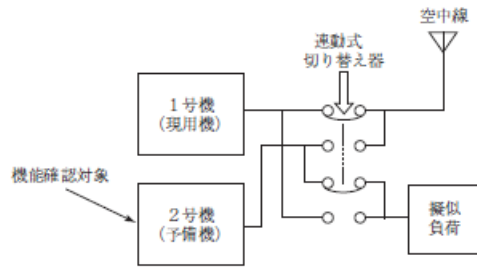 空中線
連動式
切り替え器
1号機
(現用機)
機能確認対象
2号機
(予備機)
擬似
負荷